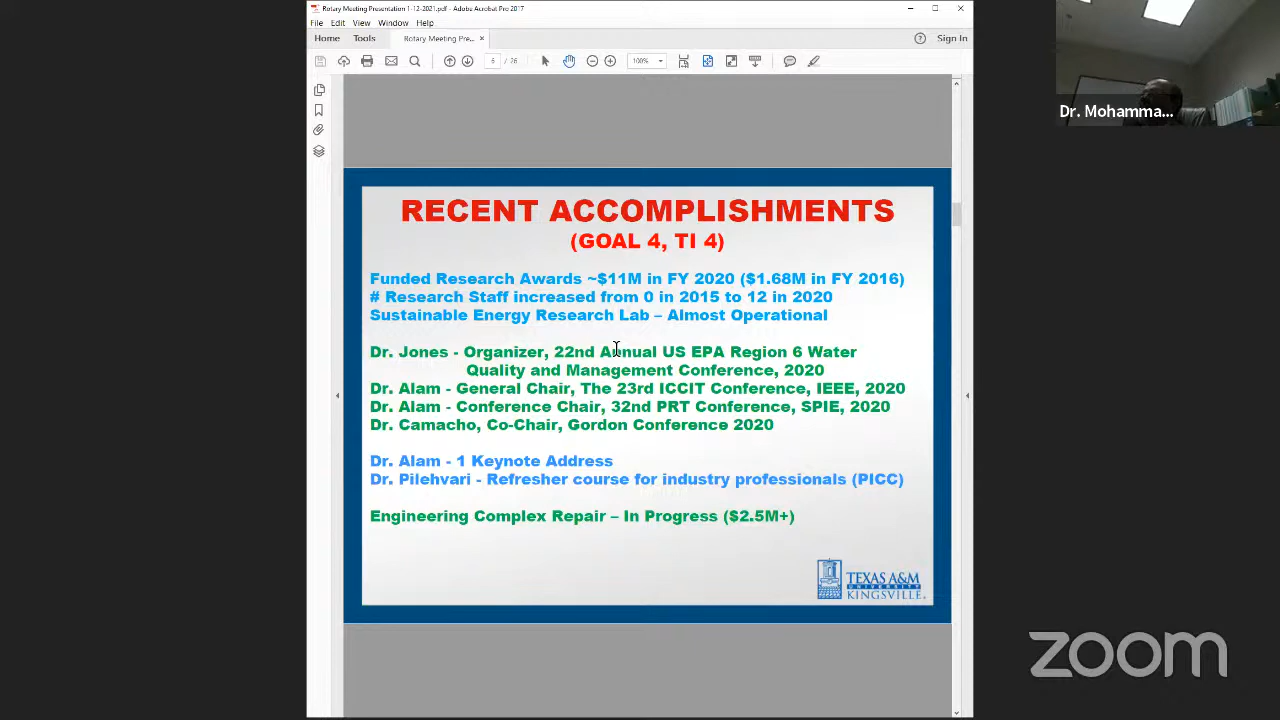 Rotary Meeting Presentation 1-12-2021.pdf - Adobe Acrobat Pro 2017
File Edit View Window Help
Home Tools Rotary Meeting Pre... × Sign In
6 / 26 100%
Dr. Mohamma...
RECENT ACCOMPLISHMENTS
(GOAL 4, TI 4)
Funded Research Awards ~$11M in FY 2020 ($1.68M in FY 2016)
# Research Staff increased from 0 in 2015 to 12 in 2020
Sustainable Energy Research Lab – Almost Operational
Dr. Jones - Organizer, 22nd Annual US EPA Region 6 Water
Quality and Management Conference, 2020
Dr. Alam - General Chair, The 23rd ICCIT Conference, IEEE, 2020
Dr. Alam - Conference Chair, 32nd PRT Conference, SPIE, 2020
Dr. Camacho, Co-Chair, Gordon Conference 2020
Dr. Alam - 1 Keynote Address
Dr. Pilehvari - Refresher course for industry professionals (PICC)
Engineering Complex Repair – In Progress ($2.5M+)
TEXAS A&M
UNIVERSITY
KINGSVILLE
zoom